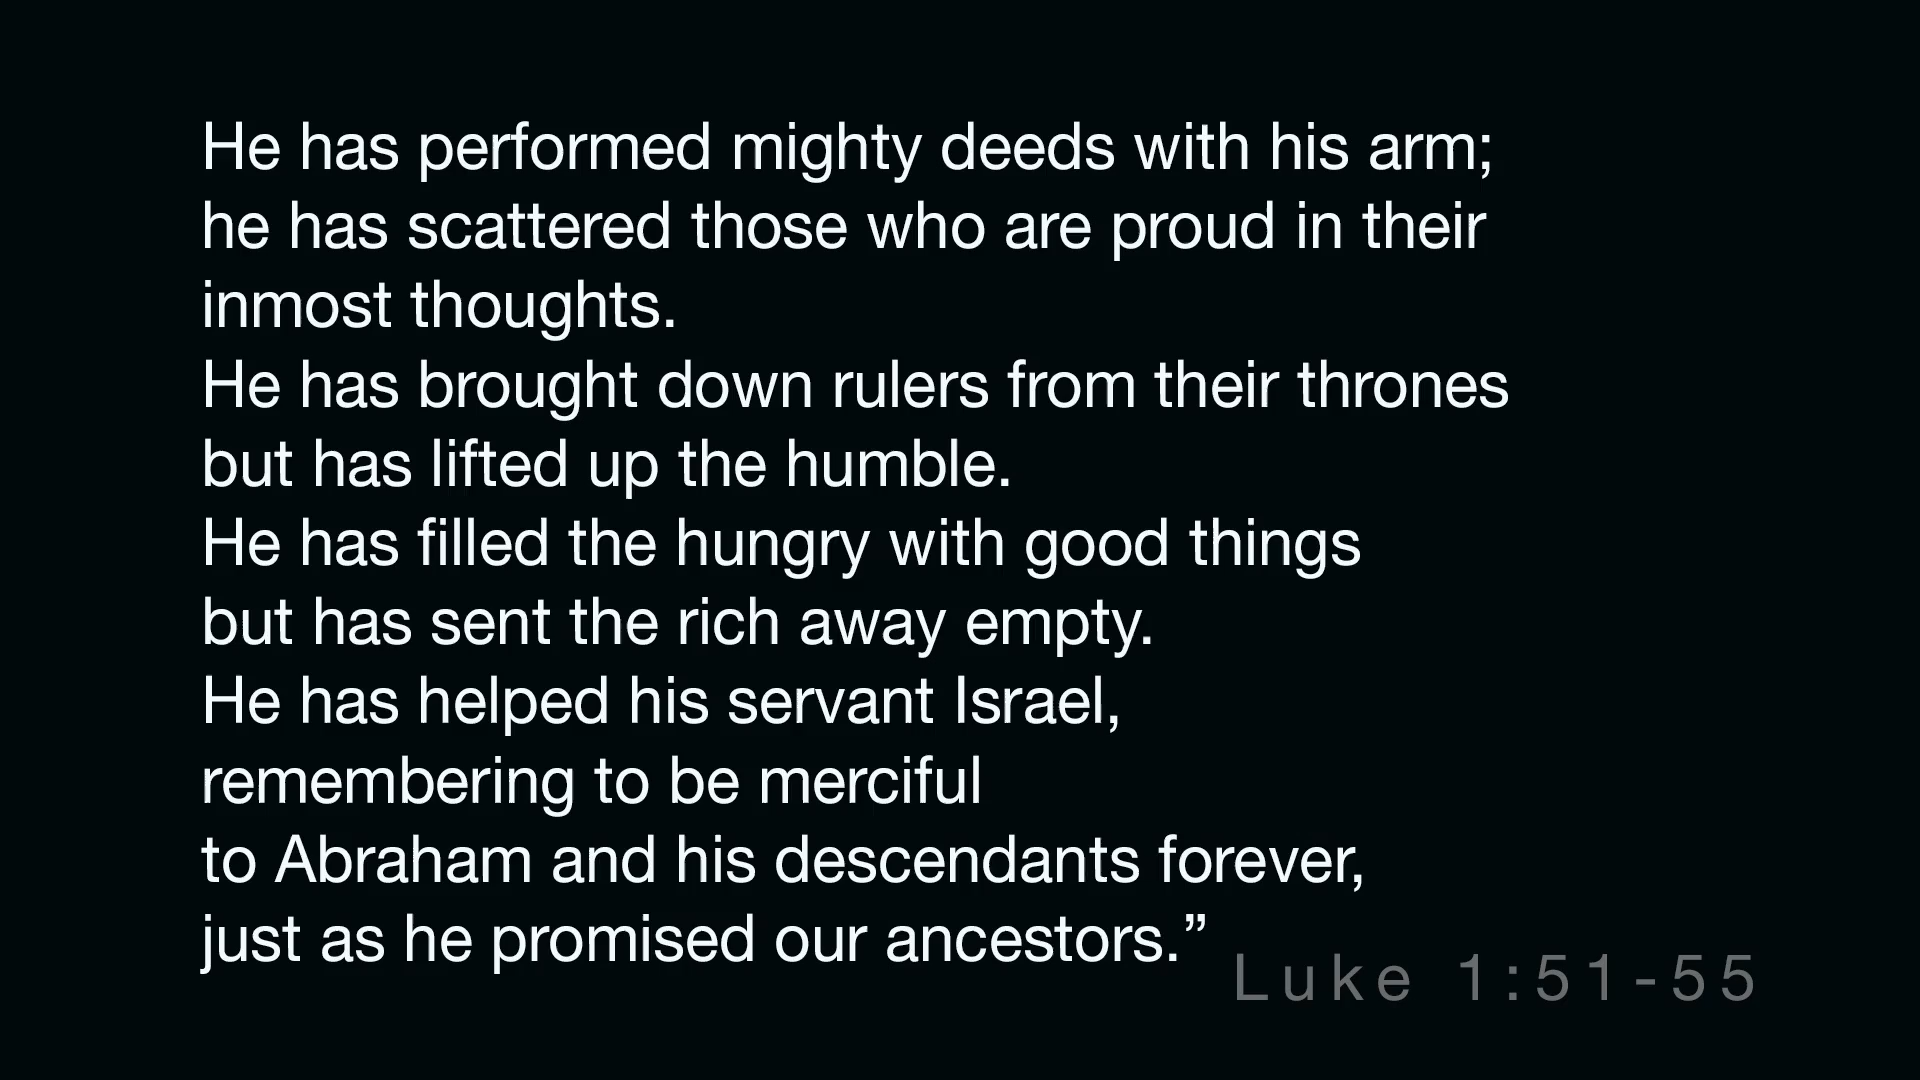 He has performed mighty deeds with his arm;
he has scattered those who are proud in their
inmost thoughts.
He has brought down rulers from their thrones
but has lifted up the humble.
He has filled the hungry with good things
but has sent the rich away empty.
He has helped his servant Israel,
remembering to be merciful
to Abraham and his descendants forever,
just as he promised our ancestors.”
Luke 1:51-55